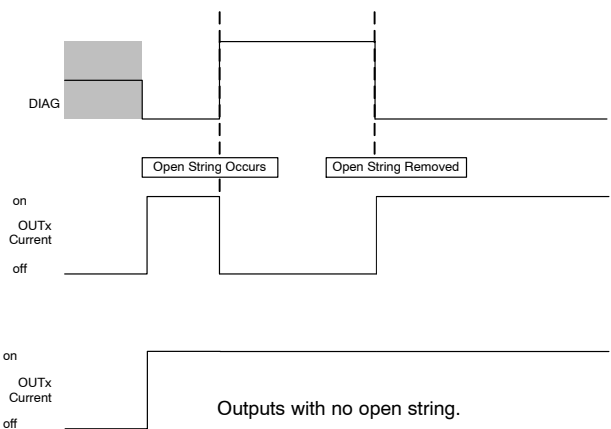 DIAG
Open String Occurs
Open String Removed
on
OUTx
Current
off
on
OUTx
Current
off
Outputs with no open string.